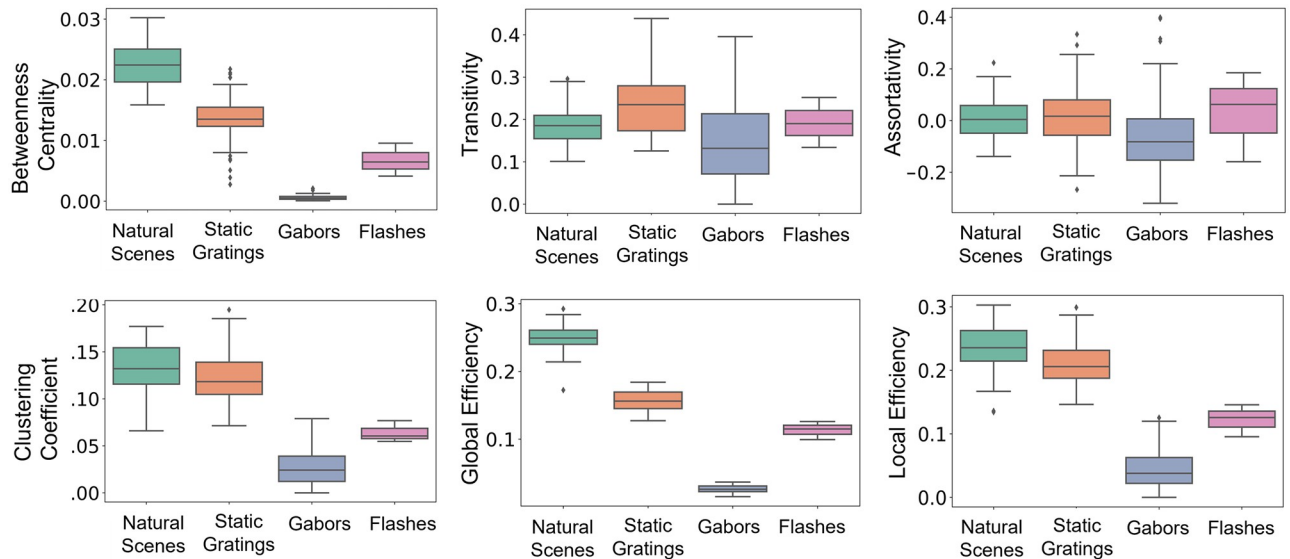 Betweenness
Centrality
0.03
0.02
0.01
0.00
Natural
Scenes
Static
Gratings
Gabors
Flashes
Transitivity
0.4
0.3
0.2
0.1
0.0
Natural
Scenes
Static
Gratings
Gabors
Flashes
Assortativity
0.4
0.2
0.0
−0.2
Natural
Scenes
Static
Gratings
Gabors
Flashes
Clustering
Coefficient
.20
.15
.10
.05
.00
Natural
Scenes
Static
Gratings
Gabors
Flashes
Global Efficiency
0.3
0.2
0.1
Natural
Scenes
Static
Gratings
Gabors
Flashes
Local Efficiency
0.3
0.2
0.1
0.0
Natural
Scenes
Static
Gratings
Gabors
Flashes